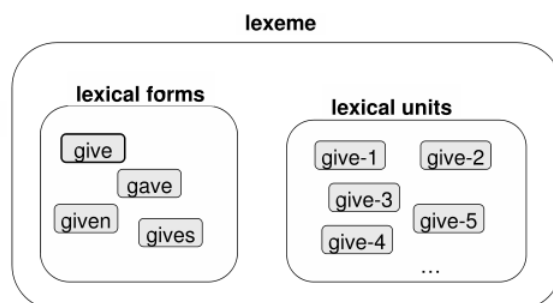 lexeme
lexical forms
give
gave
given
gives
lexical units
give-1
give-2
give-3
give-5
give-4
...